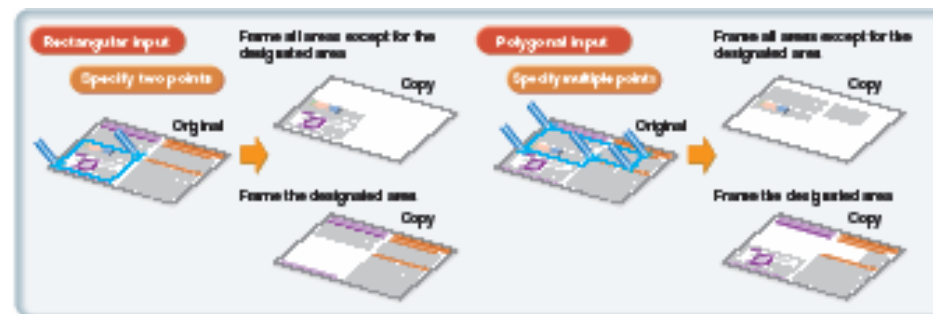 Rectangular input
Specify two points
Original
Frame all areas except for the
designated area
Copy
Frame the designated area
Copy
Polygonal input
Specify multiple points
Original
Frame all areas except for the
designated area
Copy
Frame the designated area
Copy